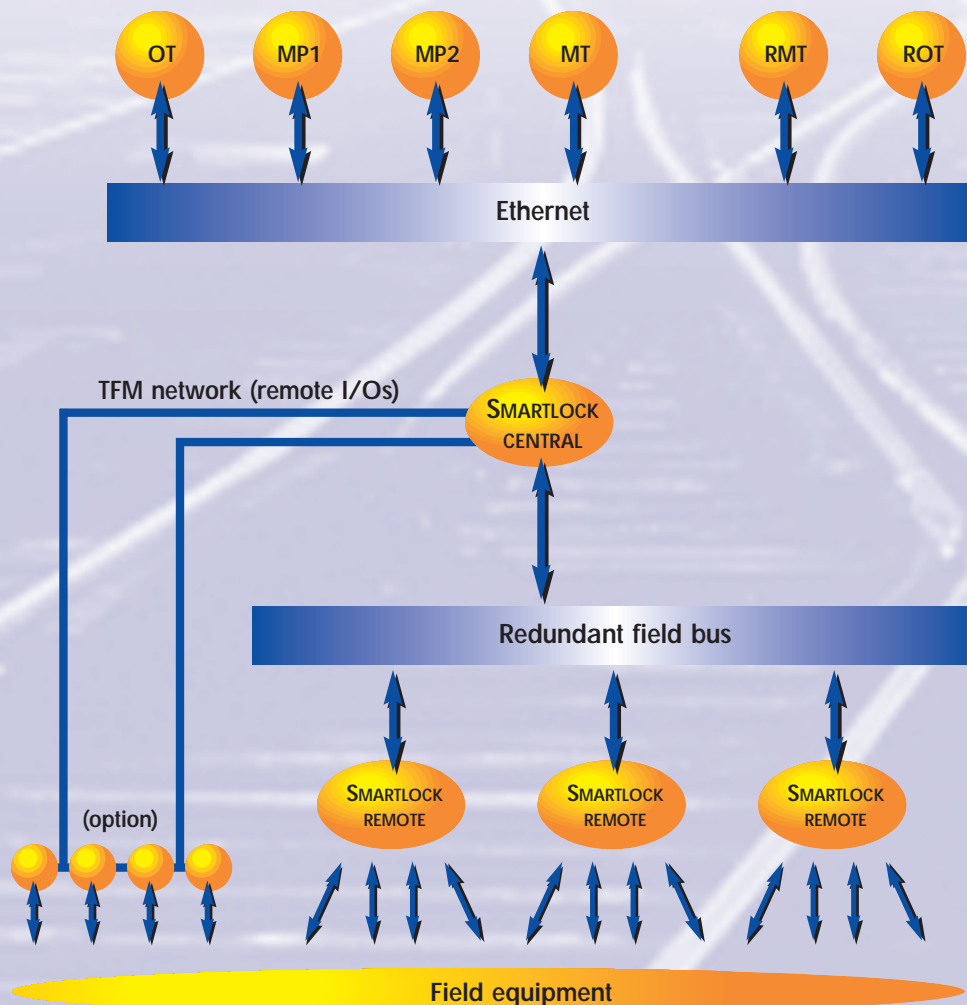 OT MP1 MP2 MT RMT ROT
Ethernet
TFM network (remote I/Os)
SMARTLOCK
CENTRAL
Redundant field bus
SMARTLOCK
REMOTE
SMARTLOCK
REMOTE
SMARTLOCK
REMOTE
(option)
Field equipment